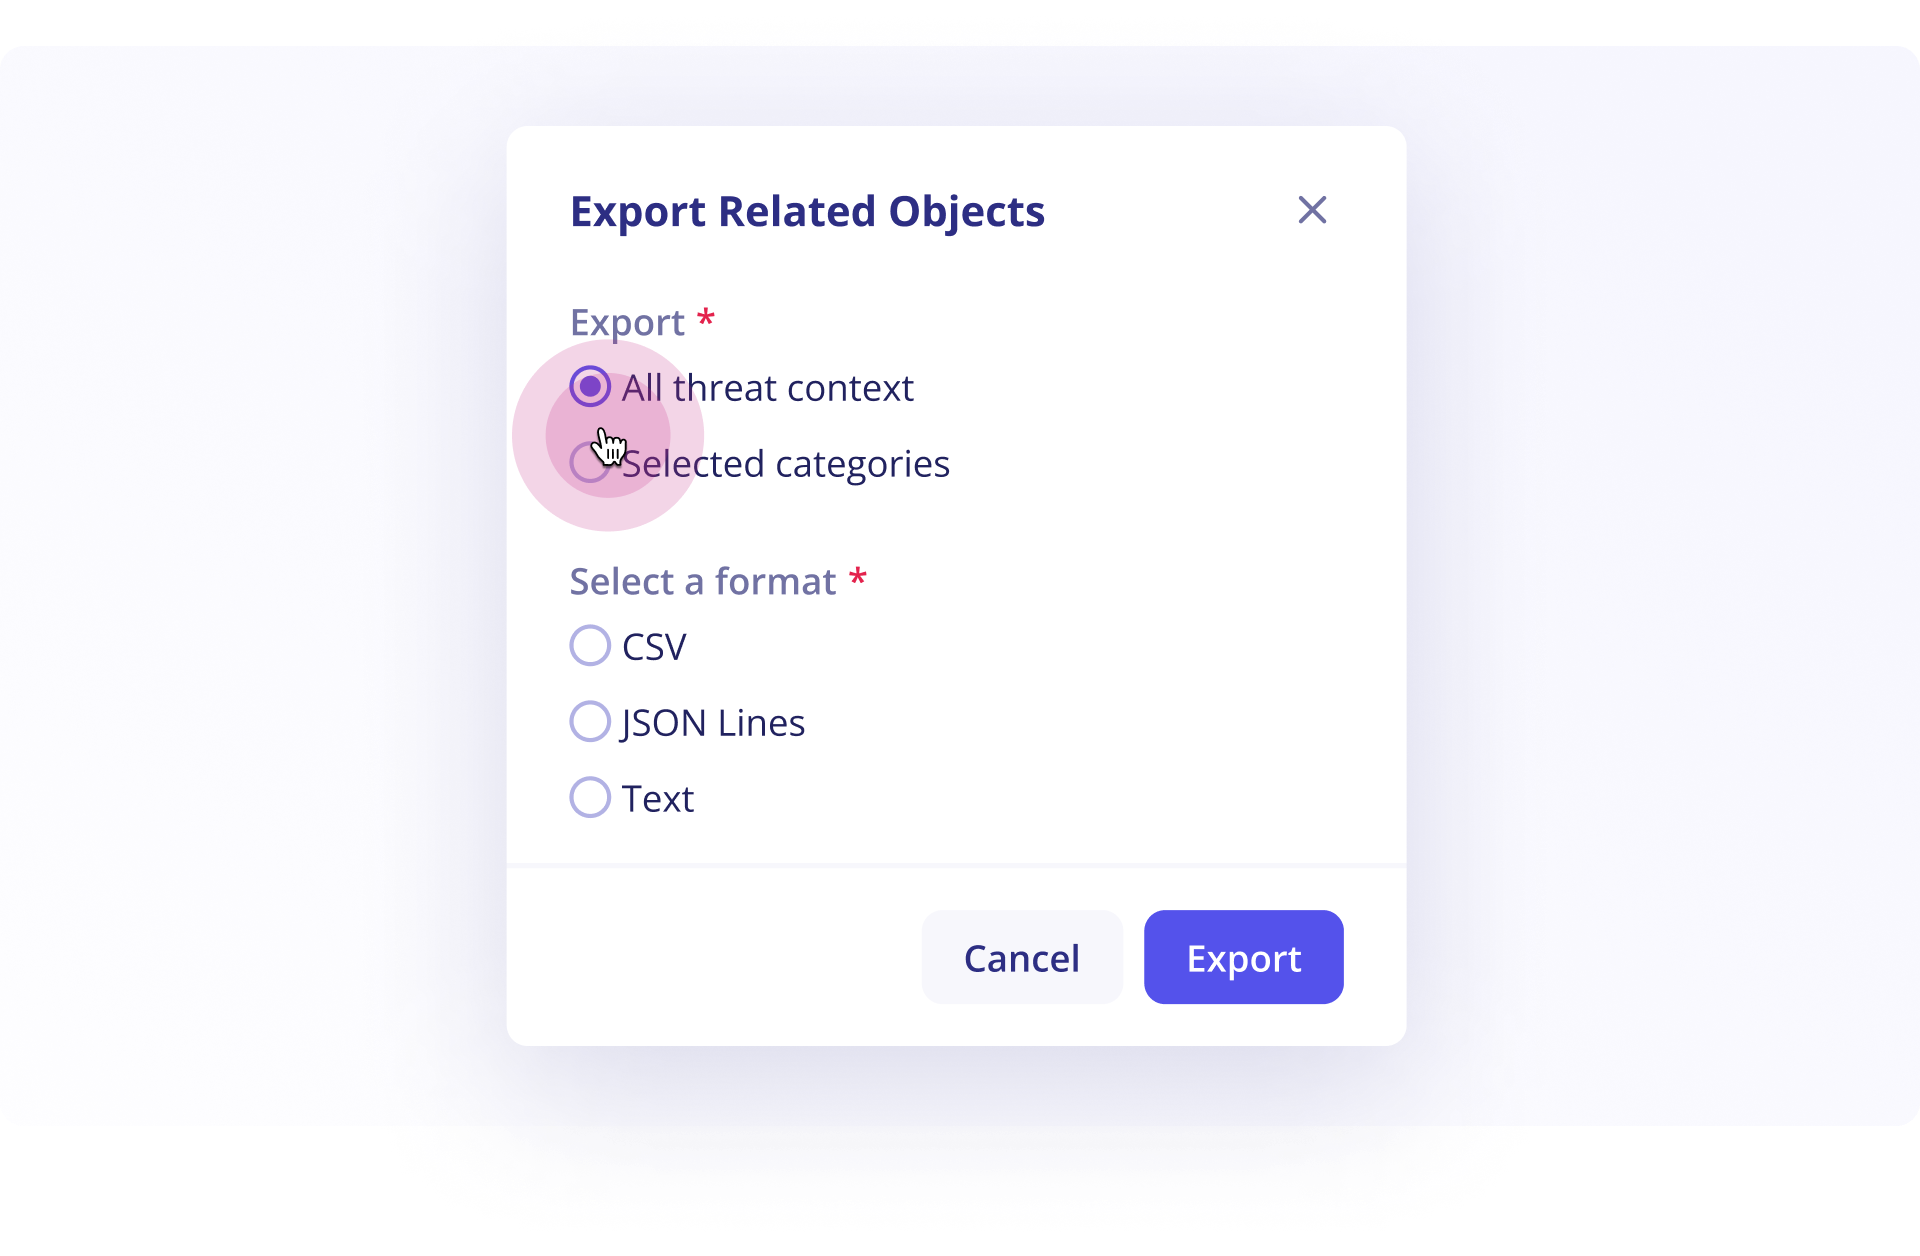 Export Related Objects
Export *
All threat context
Selected categories
Select a format *
CSV
JSON Lines
Text
Cancel
Export